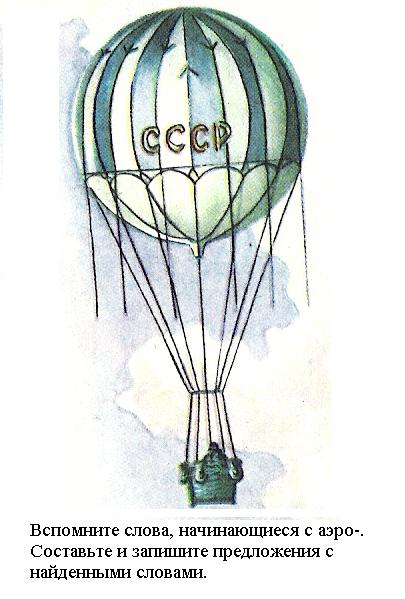 СССР
Вспомните слова, начинающиеся с аэро-.
Составьте и запишите предложения с
найденными словами.